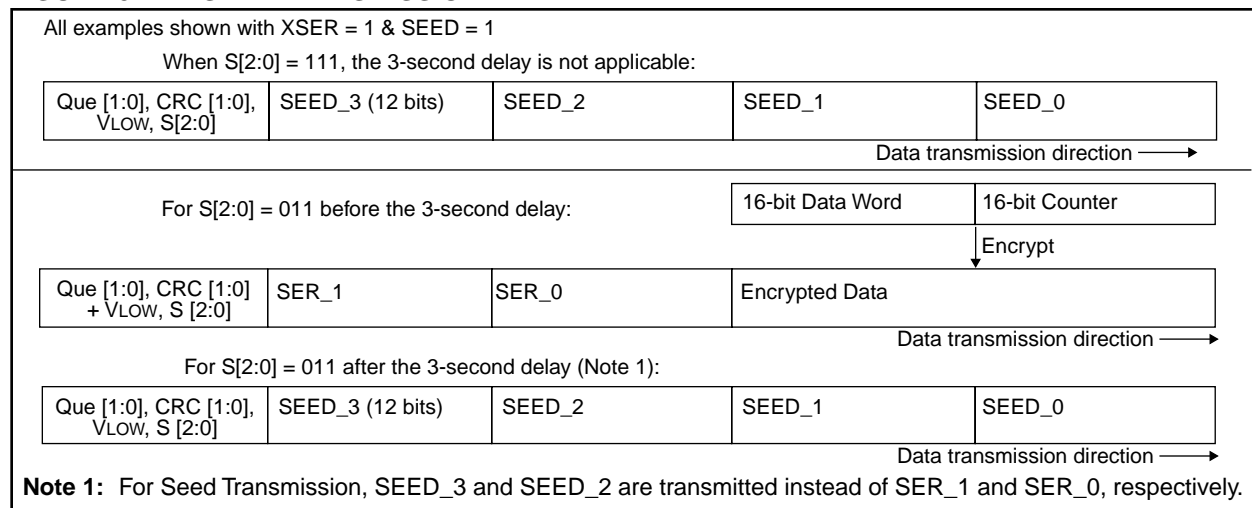 All examples shown with XSER = 1 & SEED = 1
When S[2:0] = 111, the 3-second delay is not applicable:
Que [1:0], CRC [1:0],
VLOW, S[2:0]
SEED_3 (12 bits)
SEED_2
SEED_1
SEED_0
Data transmission direction
For S[2:0] = 011 before the 3-second delay:
16-bit Data Word
16-bit Counter
Encrypt
Que [1:0], CRC [1:0]
+ VLOW, S [2:0]
SER_1
SER_0
Encrypted Data
Data transmission direction
For S[2:0] = 011 after the 3-second delay (Note 1):
Que [1:0], CRC [1:0],
VLOW, S [2:0]
SEED_3 (12 bits)
SEED_2
SEED_1
SEED_0
Data transmission direction
Note 1: For Seed Transmission, SEED_3 and SEED_2 are transmitted instead of SER_1 and SER_0, respectively.